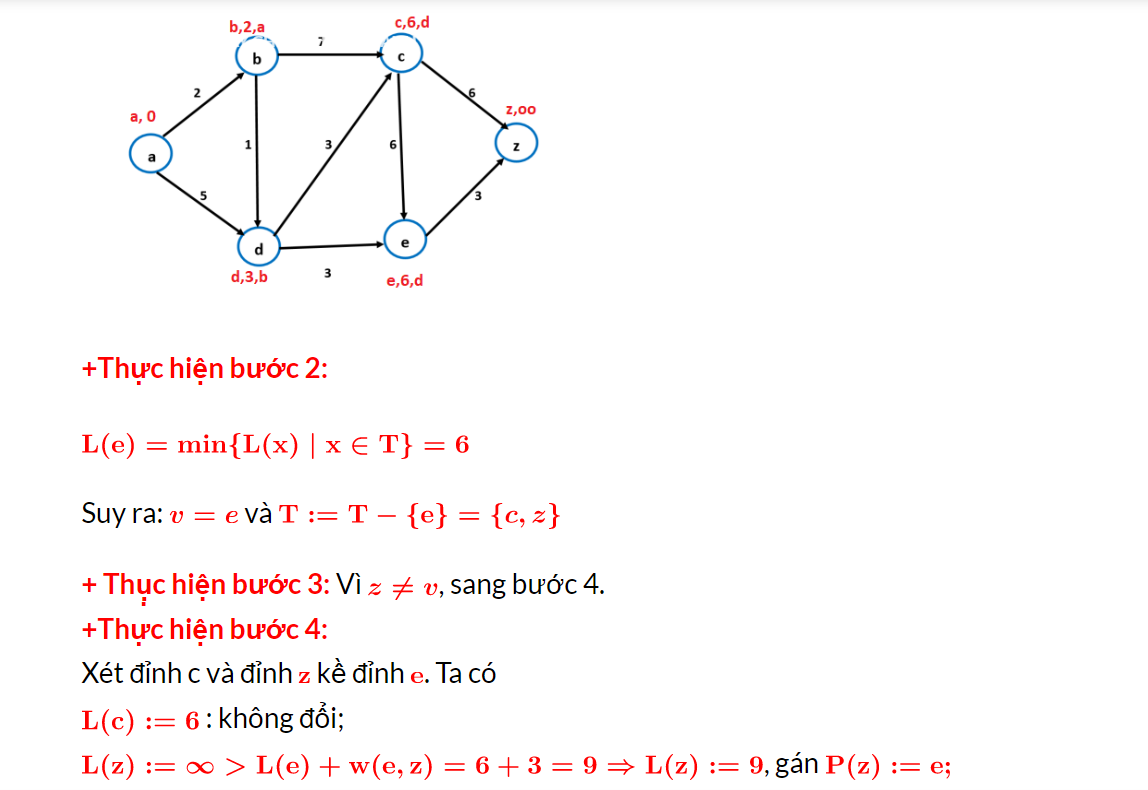 b,2,a
c,6,d
7
b
c
2
6
z,oo
a, 0
1
3
6
z
a
5
3
d
e
d,3,b
3
e,6,d
+Thực hiện bước 2:
L(e) = min{L(x) | x ∈ T} = 6
Suy ra: v = e và T := T − {e} = {c, z}
+ Thục hiện bước 3: Vì z ≠ v, sang bước 4.
+Thực hiện bước 4:
Xét đỉnh c và đỉnh z kề đỉnh e. Ta có
L(c) := 6 : không đổi;
L(z) := ∞ > L(e) + w(e, z) = 6 + 3 = 9 ⇒ L(z) := 9, gán P(z) := e;